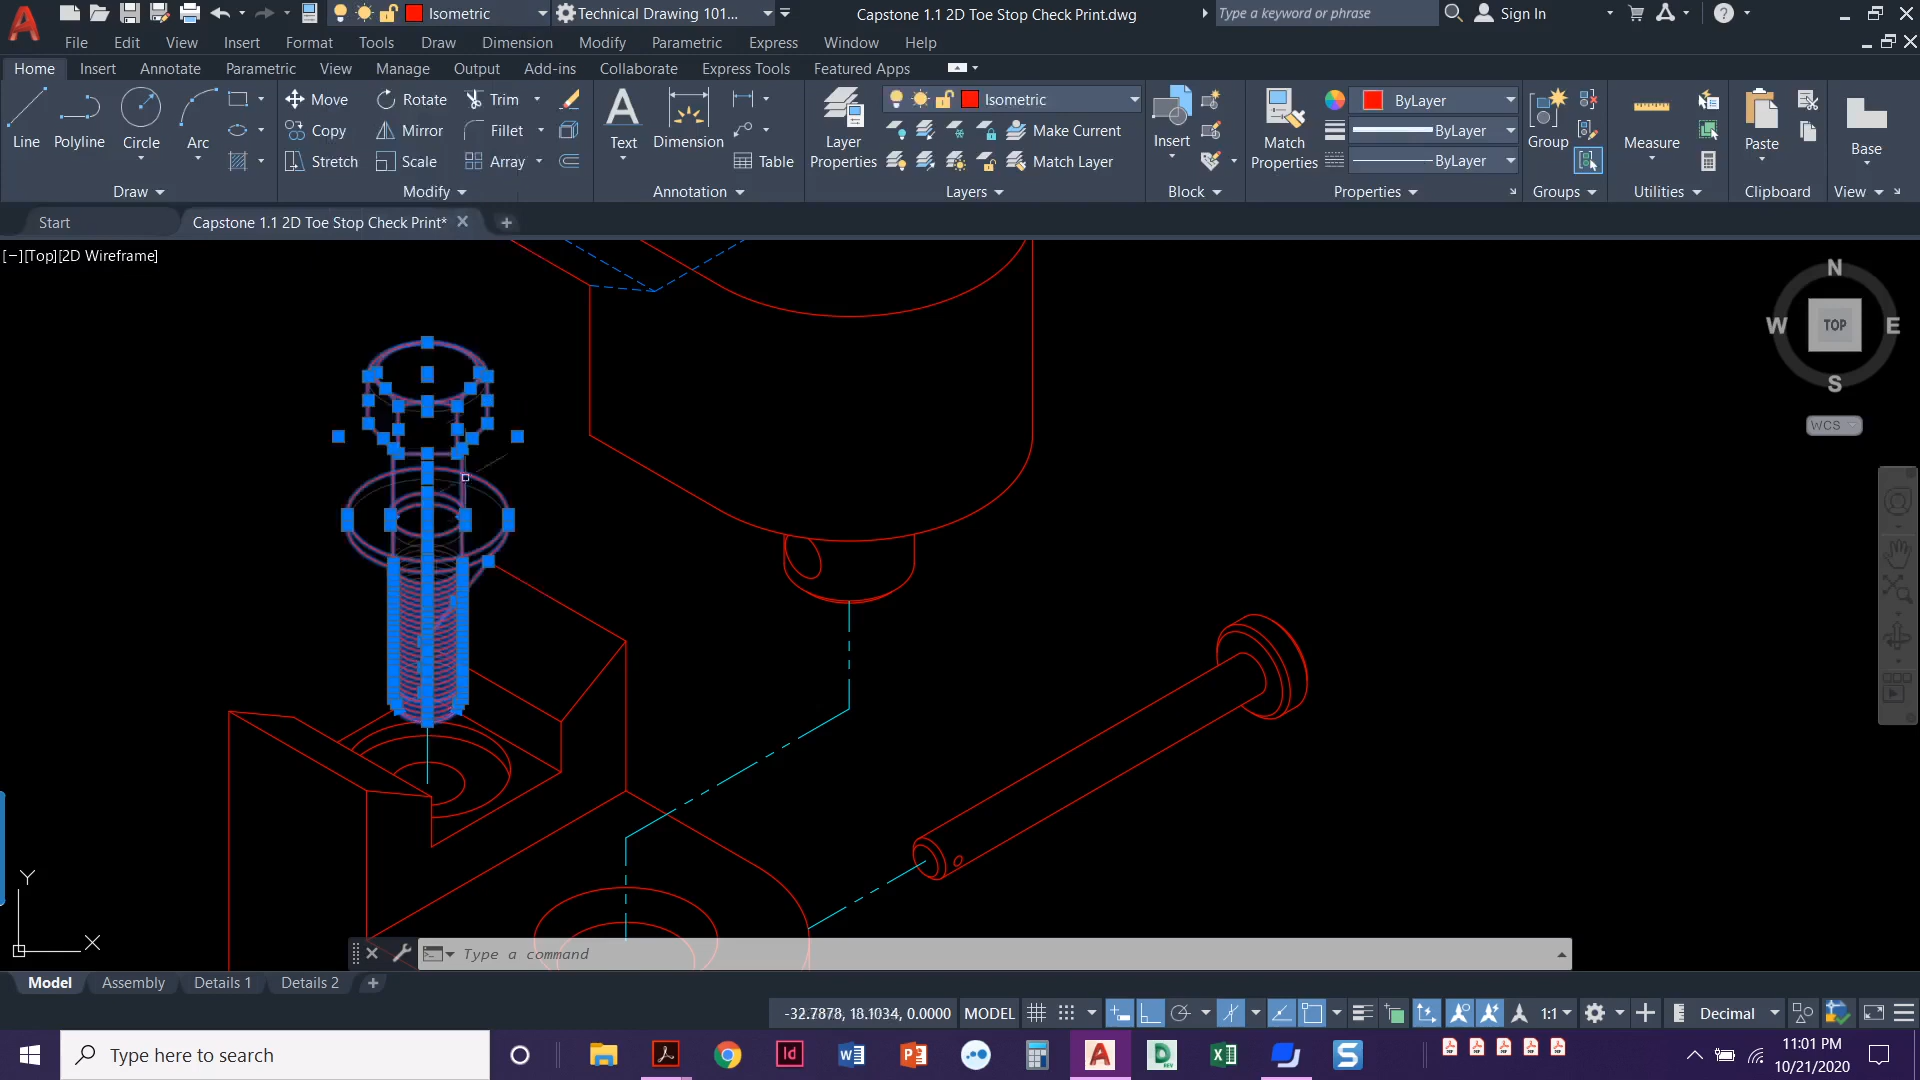 Isometric
Technical Drawing 101...
Capstone 1.1 2D Toe Stop Check Print.dwg
Type a keyword or phrase
Sign In
File Edit View Insert Format Tools Draw Dimension Modify Parametric Express Window Help
Home Insert Annotate Parametric View Manage Output Add-ins Collaborate Express Tools Featured Apps
Line Polyline Circle Arc
Move Rotate Trim
Copy Mirror Fillet
Stretch Scale Array
Text Dimension Table
Layer Properties
Isometric
Make Current
Match Layer
Insert
Match Properties
ByLayer
ByLayer
ByLayer
Group
Measure
Paste
Base
Draw Modify Annotation Layers Block Properties Groups Utilities Clipboard View
Start Capstone 1.1 2D Toe Stop Check Print*
[−][Top][2D Wireframe]
N
W TOP E
S
WCS
Y
X
Type a command
Model Assembly Details 1 Details 2
-32.7878, 18.1034, 0.0000 MODEL 1:1 Decimal
Type here to search
11:01 PM
10/21/2020